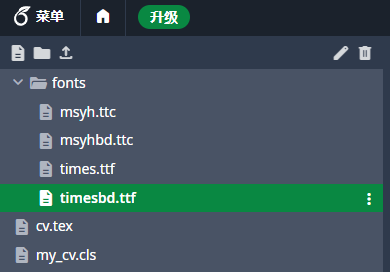 菜单 升级
fonts
msyh.ttc
msyhbd.ttc
times.ttf
timesbd.ttf
cv.tex
my_cv.cls